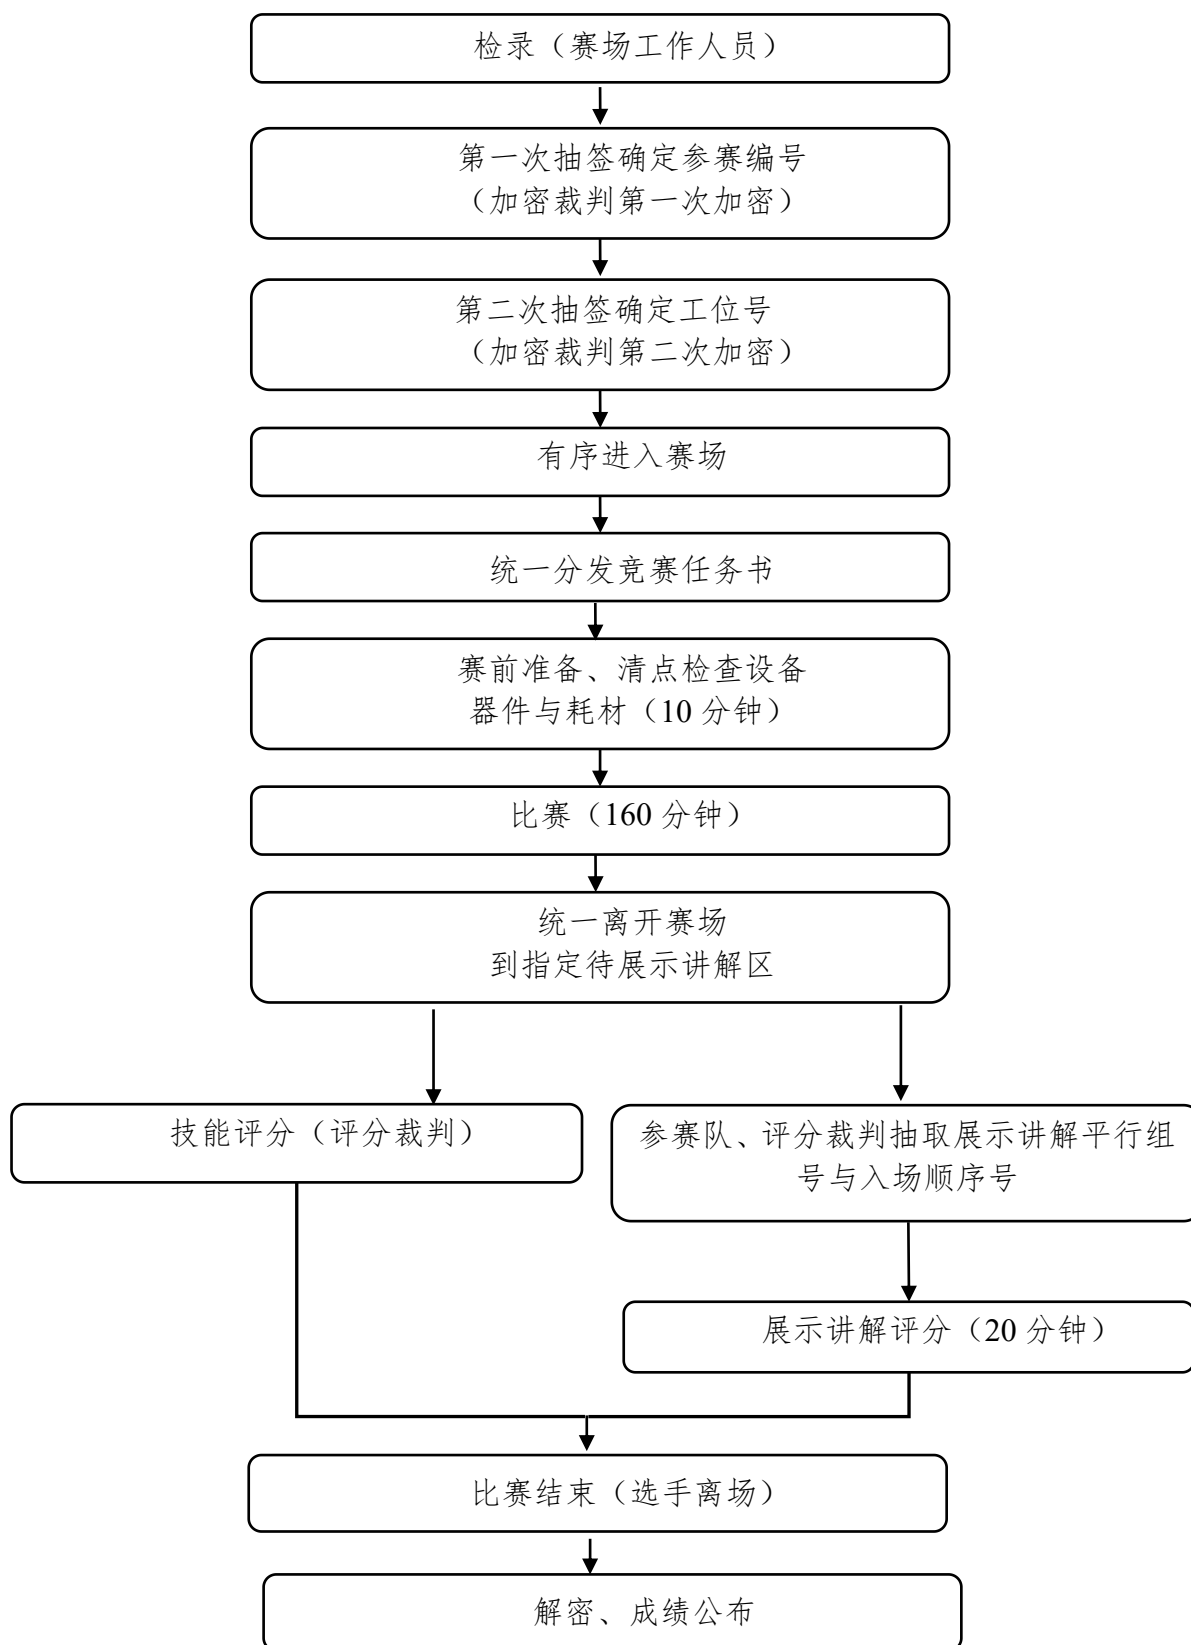 检录（赛场工作人员）
第一次抽签确定参赛编号
（加密裁判第一次加密）
第二次抽签确定工位号
（加密裁判第二次加密）
有序进入赛场
统一分发竞赛任务书
赛前准备、清点检查设备
器件与耗材（10 分钟）
比赛（160 分钟）
统一离开赛场
到指定待展示讲解区
技能评分（评分裁判）
参赛队、评分裁判抽取展示讲解平行组
号与入场顺序号
展示讲解评分（20 分钟）
比赛结束（选手离场）
解密、成绩公布